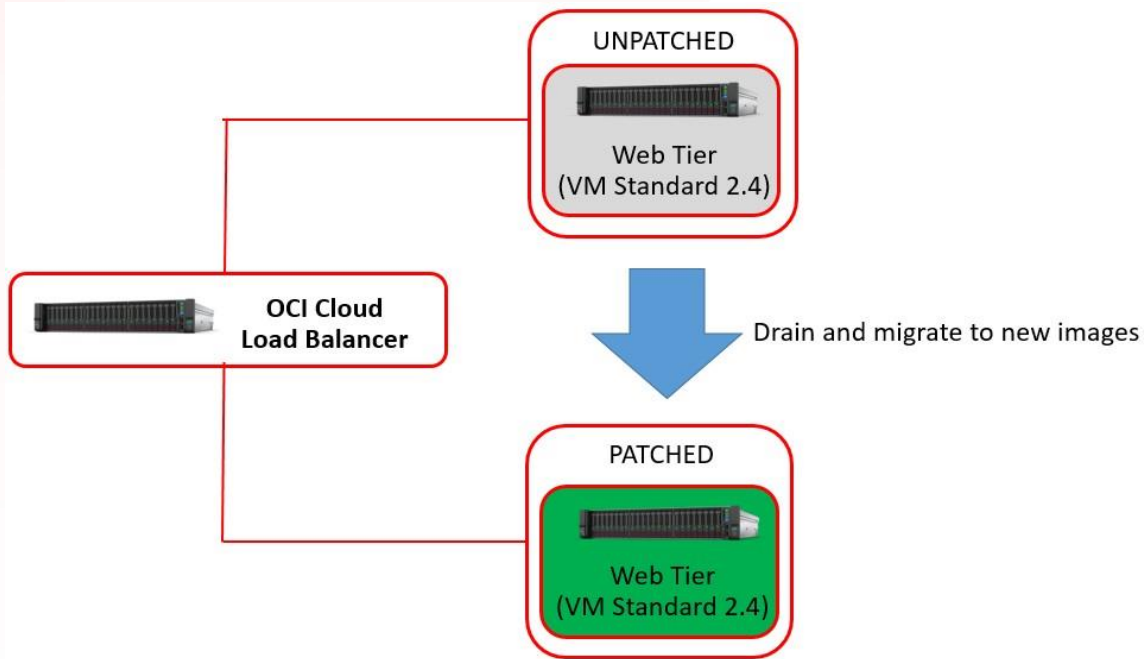 UNPATCHED
Web Tier
(VM Standard 2.4)
OCI Cloud
Load Balancer
Drain and migrate to new images
PATCHED
Web Tier
(VM Standard 2.4)